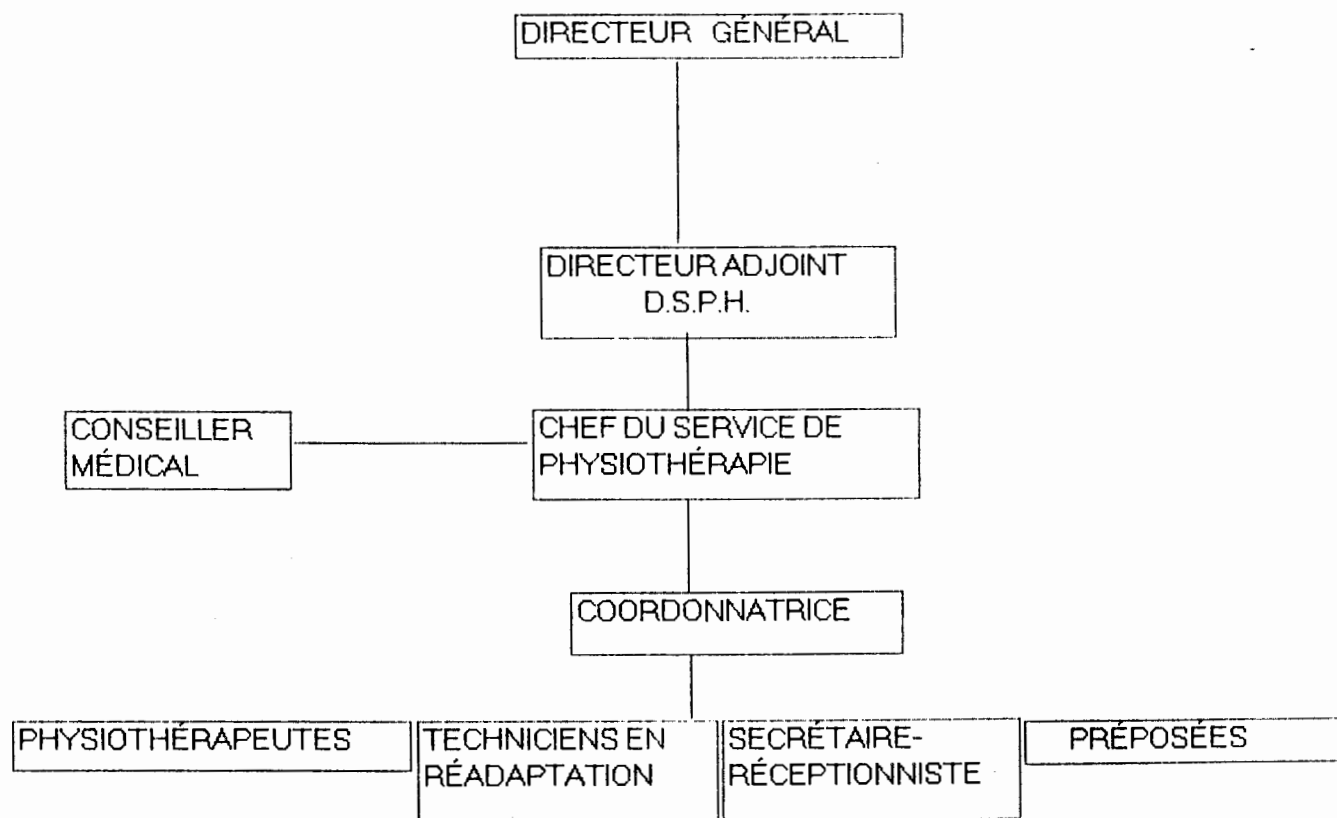 DIRECTEUR GÉNÉRAL
DIRECTEUR ADJOINT
D.S.P.H.
CONSEILLER
MÉDICAL
CHEF DU SERVICE DE
PHYSIOTHÉRAPIE
COORDONNATRICE
PHYSIOTHÉRAPEUTES
TECHNICIENS EN
RÉADAPTATION
SECRÉTAIRE-
RÉCEPTIONNISTE
PRÉPOSÉES